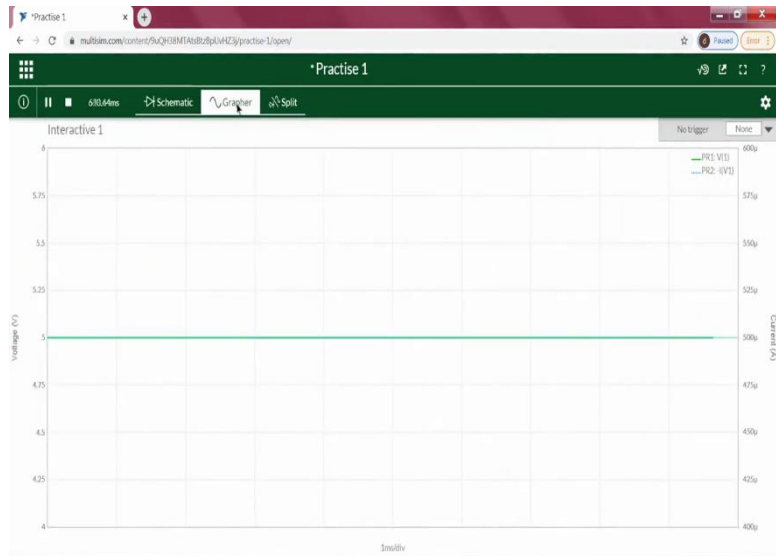 *Practise 1
multisim.com/content/9uQH38MTAtsBtzBpUvHZ3j/practise-1/open/
Paused
Error
*Practise 1
Schematic
Grapher
Split
Interactive 1
No trigger
None
PR1: V(1)
PR2: -I(V1)
6
5.75
5.5
5.25
5
4.75
4.5
4.25
4
Voltage (V)
600µ
575µ
550µ
525µ
500µ
475µ
450µ
425µ
400µ
Current (A)
1ms/div